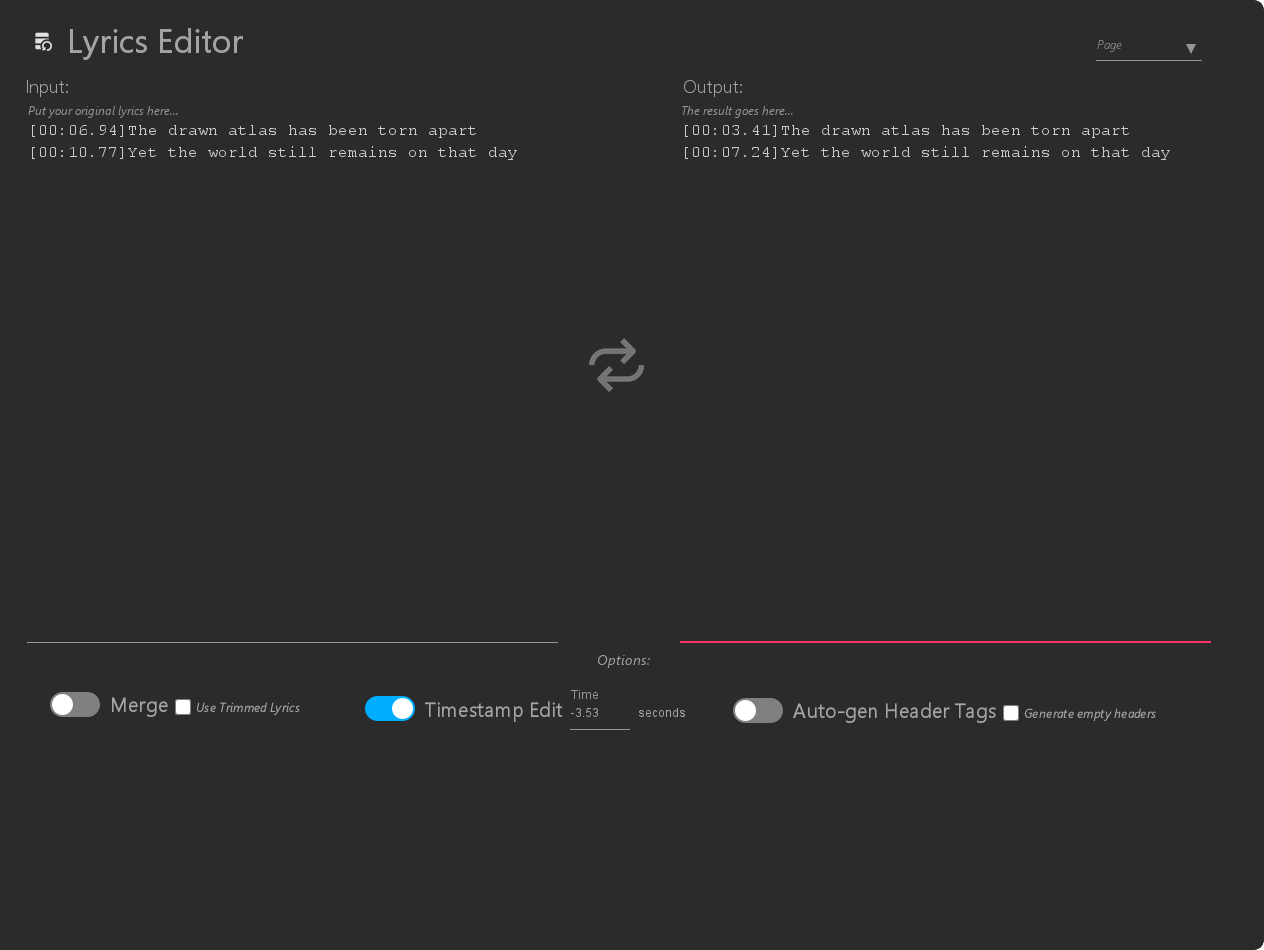 Lyrics Editor
Page
Input:
Put your original lyrics here...
[00:06.94]The drawn atlas has been torn apart
[00:10.77]Yet the world still remains on that day
Output:
The result goes here...
[00:03.41]The drawn atlas has been torn apart
[00:07.24]Yet the world still remains on that day
Options:
Merge
Use Trimmed Lyrics
Timestamp Edit
Time
-3.53
seconds
Auto-gen Header Tags
Generate empty headers